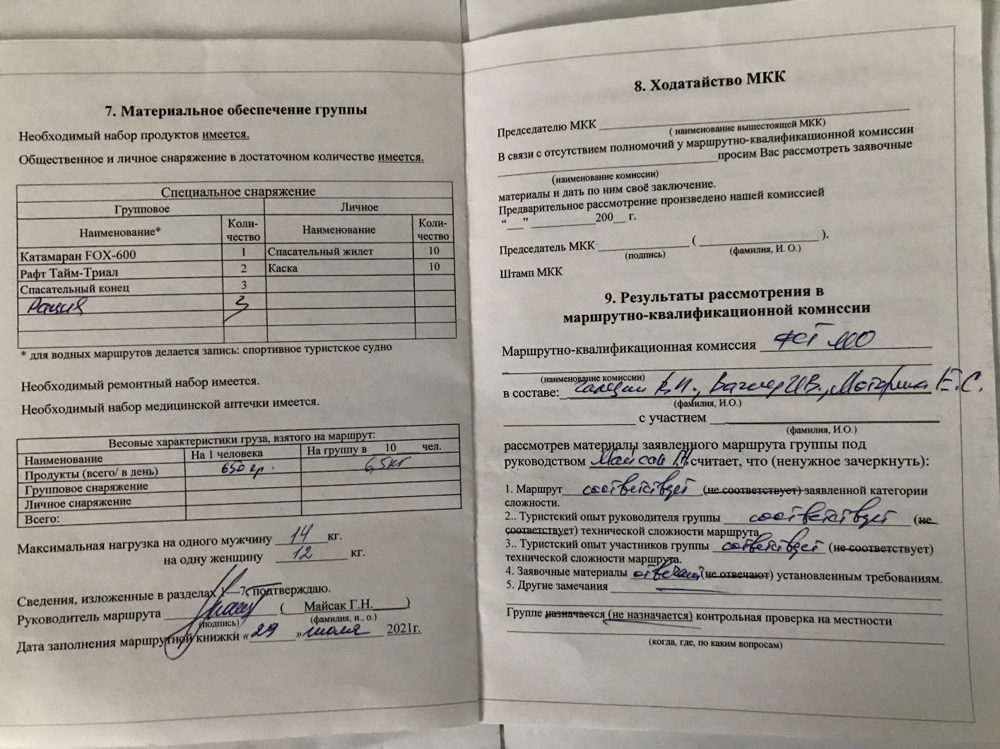 7. Материальное обеспечение группы
Необходимый набор продуктов имеется.
Общественное и личное снаряжение в достаточном количестве имеется.
Специальное снаряжение
Групповое Личное
Наименование* Коли-чество Наименование Коли-чество
Катамаран FOX-600 1 Спасательный жилет 10
Рафт Тайм-Триал 2 Каска 10
Спасательный конец 3
Рация 3
* для водных маршрутов делается запись: спортивное туристское судно
Необходимый ремонтный набор имеется.
Необходимый набор медицинской аптечки имеется.
Весовые характеристики груза, взятого на маршрут:
Наименование На 1 человека На группу в 10 чел.
Продукты (всего/ в день) 650 гр. 6,5 кг
Групповое снаряжение
Личное снаряжение
Всего:
Максимальная нагрузка на одного мужчину 14 кг.
на одну женщину 12 кг.
Сведения, изложенные в разделах 1—7, подтверждаю.
Руководитель маршрута ( Майсак Г.Н. )
(подпись) (фамилия, и., о.)
Дата заполнения маршрутной книжки «29» июля 2021г.
8. Ходатайство МКК
Председателю МКК
( наименование вышестоящей МКК)
В связи с отсутствием полномочий у маршрутно-квалификационной комиссии
просим Вас рассмотреть заявочные
(наименование комиссии)
материалы и дать по ним своё заключение.
Предварительное рассмотрение произведено нашей комиссией
“___” ___________200__ г.
Председатель МКК ______________ ( ________________ ).
(подпись) (фамилия, И. О.)
Штамп МКК
9. Результаты рассмотрения в
маршрутно-квалификационной комиссии
Маршрутно-квалификационная комиссия ФСТ МО
(наименование комиссии)
в составе: В.И., Вагнер И.В., Моторина Е.С.
(фамилия, И.О.)
с участием
(фамилия, И.О.)
рассмотрев материалы заявленного маршрута группы под
руководством Майсак Г.Н. считает, что (ненужное зачеркнуть):
1. Маршрут соответствует (не соответствует) заявленной категории
сложности.
2.. Туристский опыт руководителя группы соответствует (не
соответствует) технической сложности маршрута.
3.. Туристский опыт участников группы соответствует (не соответствует)
технической сложности маршрута.
4. Заявочные материалы отвечают (не отвечают) установленным требованиям.
5. Другие замечания
Группе назначается (не назначается) контрольная проверка на местности
(когда, где, по каким вопросам)